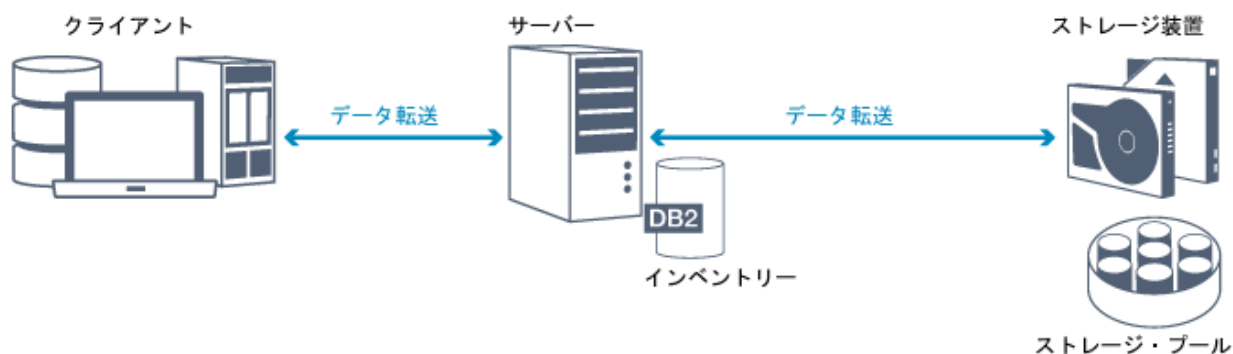 クライアント
サーバー
ストレージ装置
データ転送
データ転送
DB2
インベントリー
ストレージ・プール